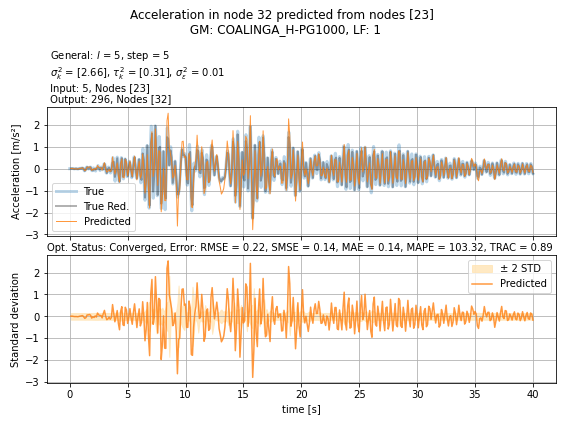 Acceleration in node 32 predicted from nodes [23]
GM: COALINGA_H-PG1000, LF: 1
General: l = 5, step = 5
σ²ₖ = [2.66], τ²ₖ = [0.31], σ²ε = 0.01
Input: 5, Nodes [23]
Output: 296, Nodes [32]
Acceleration [m/s²]
2
1
0
−1
−2
−3
True
True Red.
Predicted
Opt. Status: Converged, Error: RMSE = 0.22, SMSE = 0.14, MAE = 0.14, MAPE = 103.32, TRAC = 0.89
Standard deviation
2
1
0
−1
−2
−3
± 2 STD
Predicted
0 5 10 15 20 25 30 35 40
time [s]